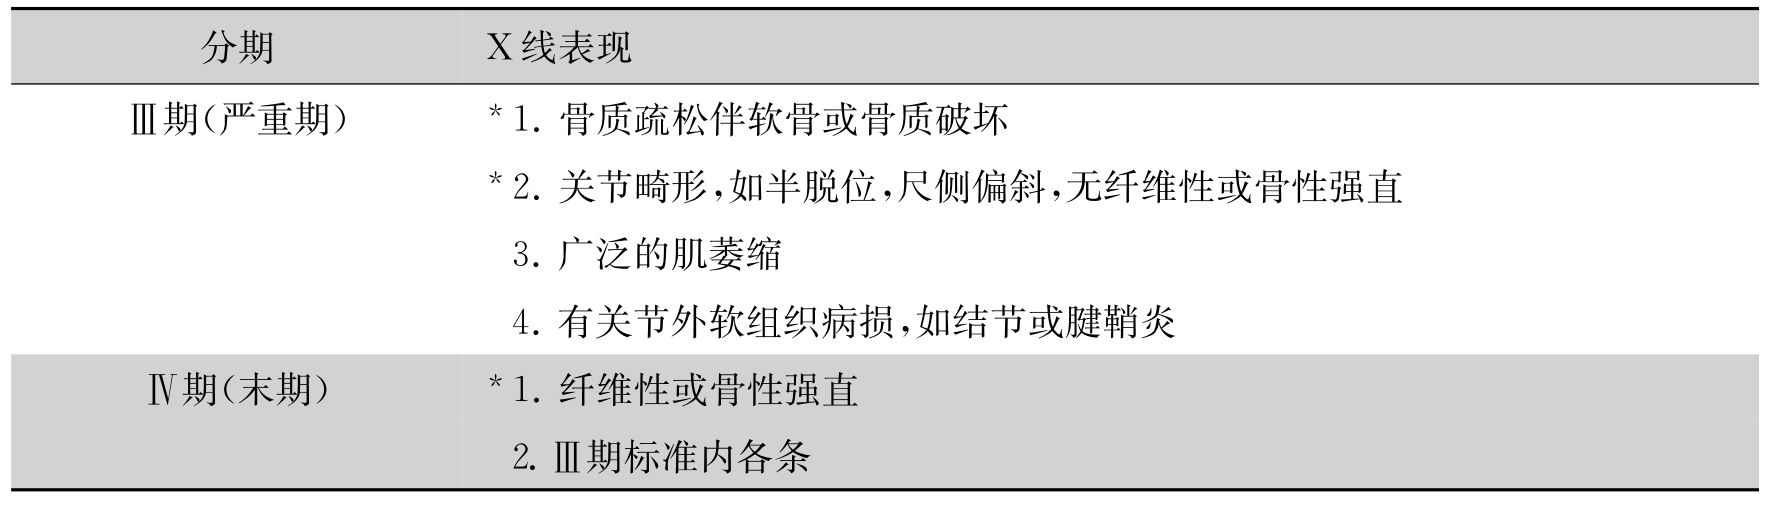 分期 X线表现
Ⅲ期(严重期) *1. 骨质疏松伴软骨或骨质破坏
*2. 关节畸形,如半脱位,尺侧偏斜,无纤维性或骨性强直
3. 广泛的肌萎缩
4. 有关节外软组织病损,如结节或腱鞘炎
Ⅳ期(末期) *1. 纤维性或骨性强直
2. Ⅲ期标准内各条